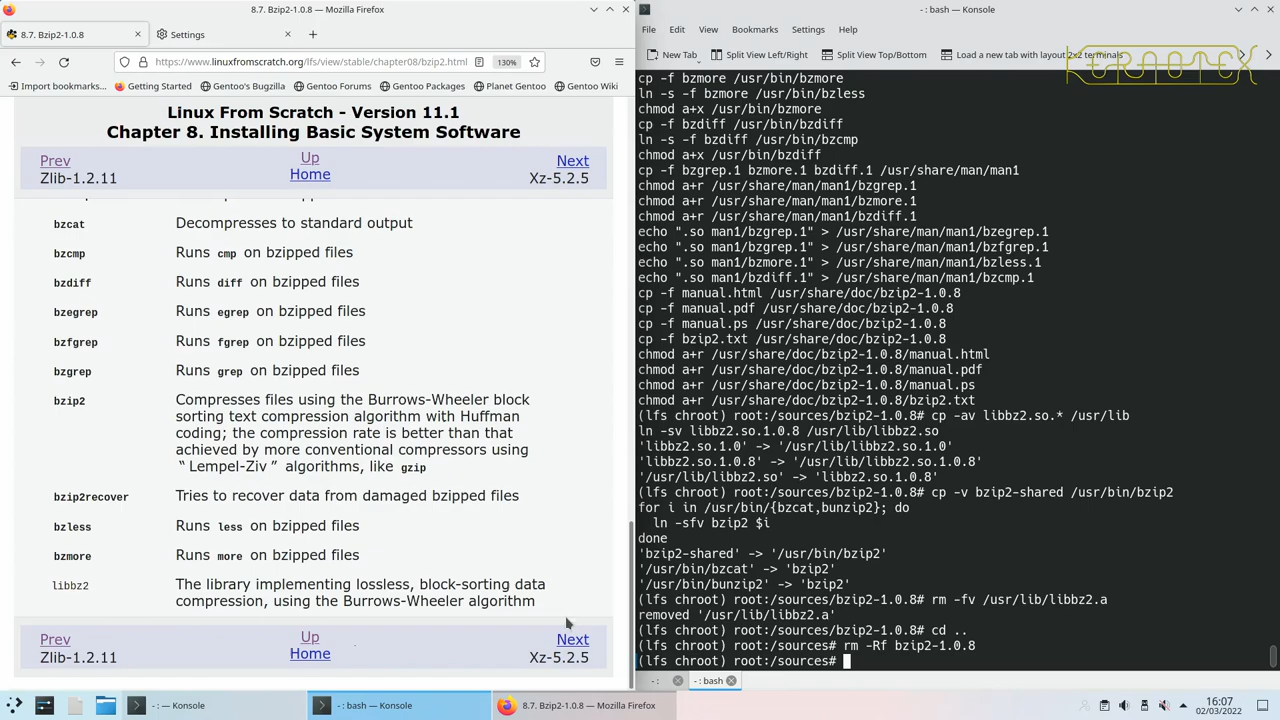 8.7. Bzip2-1.0.8 — Mozilla Firefox
8.7. Bzip2-1.0.8
Settings
https://www.linuxfromscratch.org/lfs/view/stable/chapter08/bzip2.html
130%
Import bookmarks...
Getting Started
Gentoo's Bugzilla
Gentoo Forums
Gentoo Packages
Planet Gentoo
Gentoo Wiki
Linux From Scratch - Version 11.1
Chapter 8. Installing Basic System Software
Prev
Up
Next
Zlib-1.2.11
Home
Xz-5.2.5
bzcat Decompresses to standard output
bzcmp Runs cmp on bzipped files
bzdiff Runs diff on bzipped files
bzegrep Runs egrep on bzipped files
bzfgrep Runs fgrep on bzipped files
bzgrep Runs grep on bzipped files
bzip2 Compresses files using the Burrows-Wheeler block
sorting text compression algorithm with Huffman
coding; the compression rate is better than that
achieved by more conventional compressors using
“Lempel-Ziv” algorithms, like gzip
bzip2recover Tries to recover data from damaged bzipped files
bzless Runs less on bzipped files
bzmore Runs more on bzipped files
libbz2 The library implementing lossless, block-sorting data
compression, using the Burrows-Wheeler algorithm
Prev
Up
Next
Zlib-1.2.11
Home
Xz-5.2.5
- : bash — Konsole
File Edit View Bookmarks Settings Help
New Tab
Split View Left/Right
Split View Top/Bottom
Load a new tab with layout 2x2 terminals
KERNOTEX
cp -f bzmore /usr/bin/bzmore
ln -s -f bzmore /usr/bin/bzless
chmod a+x /usr/bin/bzmore
cp -f bzdiff /usr/bin/bzdiff
ln -s -f bzdiff /usr/bin/bzcmp
chmod a+x /usr/bin/bzdiff
cp -f bzgrep.1 bzmore.1 bzdiff.1 /usr/share/man/man1
chmod a+r /usr/share/man/man1/bzgrep.1
chmod a+r /usr/share/man/man1/bzmore.1
chmod a+r /usr/share/man/man1/bzdiff.1
echo ".so man1/bzgrep.1" > /usr/share/man/man1/bzegrep.1
echo ".so man1/bzgrep.1" > /usr/share/man/man1/bzfgrep.1
echo ".so man1/bzmore.1" > /usr/share/man/man1/bzless.1
echo ".so man1/bzdiff.1" > /usr/share/man/man1/bzcmp.1
cp -f manual.html /usr/share/doc/bzip2-1.0.8
cp -f manual.pdf /usr/share/doc/bzip2-1.0.8
cp -f manual.ps /usr/share/doc/bzip2-1.0.8
cp -f bzip2.txt /usr/share/doc/bzip2-1.0.8
chmod a+r /usr/share/doc/bzip2-1.0.8/manual.html
chmod a+r /usr/share/doc/bzip2-1.0.8/manual.pdf
chmod a+r /usr/share/doc/bzip2-1.0.8/manual.ps
chmod a+r /usr/share/doc/bzip2-1.0.8/bzip2.txt
(lfs chroot) root:/sources/bzip2-1.0.8# cp -av libbz2.so.* /usr/lib
ln -sv libbz2.so.1.0.8 /usr/lib/libbz2.so
'libbz2.so.1.0' -> '/usr/lib/libbz2.so.1.0'
'libbz2.so.1.0.8' -> '/usr/lib/libbz2.so.1.0.8'
'/usr/lib/libbz2.so' -> 'libbz2.so.1.0.8'
(lfs chroot) root:/sources/bzip2-1.0.8# cp -v bzip2-shared /usr/bin/bzip2
for i in /usr/bin/{bzcat,bunzip2}; do
ln -sfv bzip2 $i
done
'bzip2-shared' -> '/usr/bin/bzip2'
'/usr/bin/bzcat' -> 'bzip2'
'/usr/bin/bunzip2' -> 'bzip2'
(lfs chroot) root:/sources/bzip2-1.0.8# rm -fv /usr/lib/libbz2.a
removed '/usr/lib/libbz2.a'
(lfs chroot) root:/sources/bzip2-1.0.8# cd ..
(lfs chroot) root:/sources# rm -Rf bzip2-1.0.8
(lfs chroot) root:/sources#
- :
- : bash
- : — Konsole
- : bash — Konsole
8.7. Bzip2-1.0.8 — Mozilla Firefox
16:07
02/03/2022